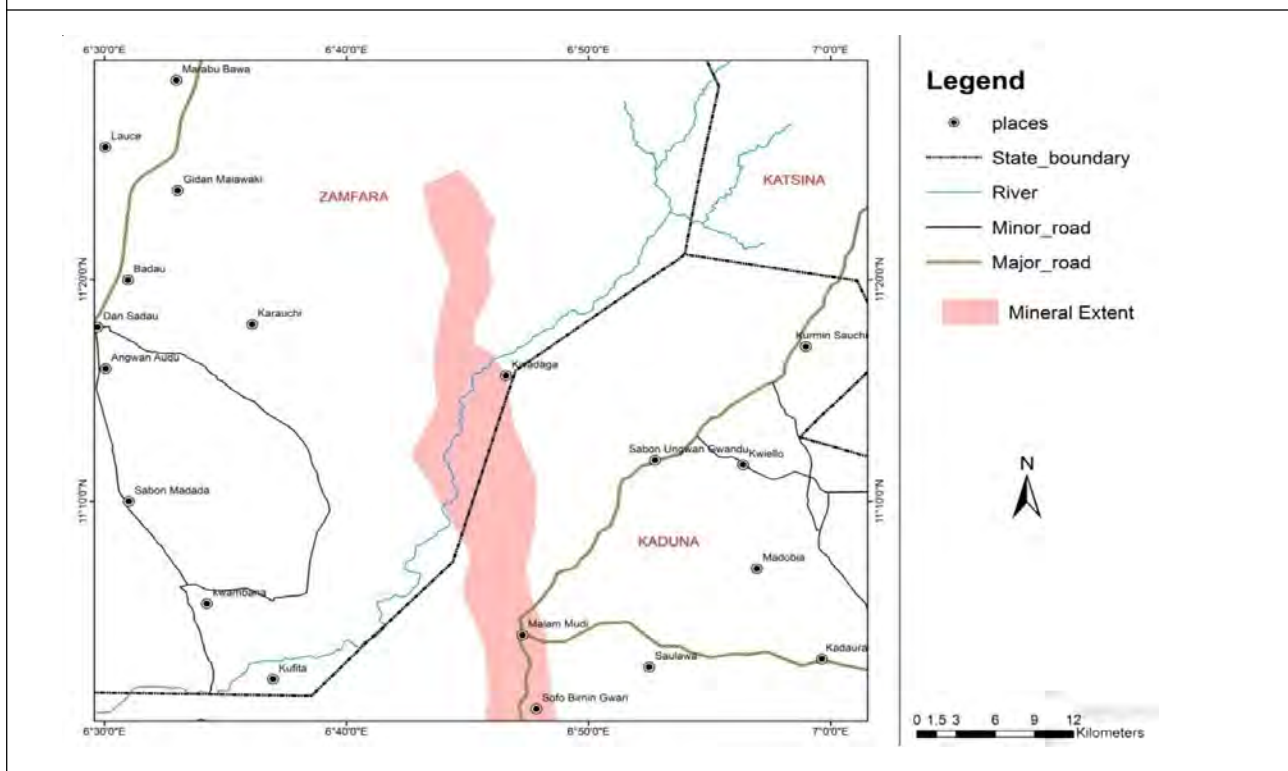 6°30'0"E 6°40'0"E 6°50'0"E 7°0'0"E
Marabu Bawa
Lauce
Gidan Maiawaki
ZAMFARA
KATSINA
Badau
11°20'0"N 11°20'0"N
Dan Sadau
Karauchi
Kurmin Sauchi
Angwan Audu
Kwadaga
Sabon Ungwan Gwandu
Kwiello
Sabon Madada
11°10'0"N 11°10'0"N
KADUNA
Madobia
kwambana
Malam Mudi
Kadaura
Saulawa
Kufita
Sofo Birnin Gwari
6°30'0"E 6°40'0"E 6°50'0"E 7°0'0"E
Legend
places
State_boundary
River
Minor_road
Major_road
Mineral Extent
N
0 1.5 3 6 9 12
Kilometers